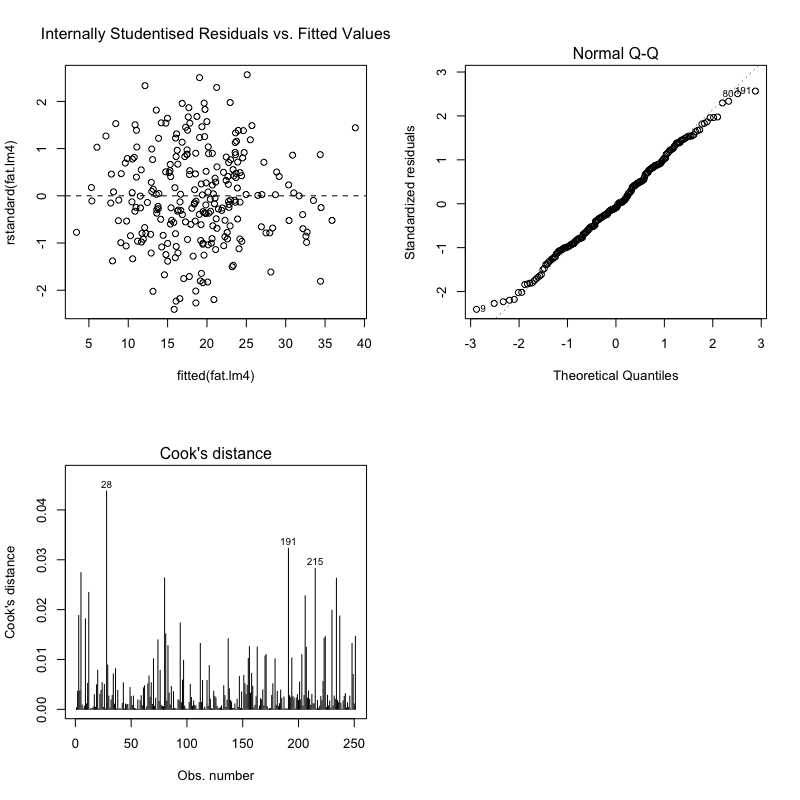 Internally Studentised Residuals vs. Fitted Values
rstandard(fat.lm4)
2
1
0
-1
-2
5 10 15 20 25 30 35 40
fitted(fat.lm4)
Normal Q-Q
Standardized residuals
3
2
1
0
-1
-2
80 191
9
-3 -2 -1 0 1 2 3
Theoretical Quantiles
Cook's distance
Cook's distance
0.04
0.03
0.02
0.01
0.00
28
191
215
0 50 100 150 200 250
Obs. number